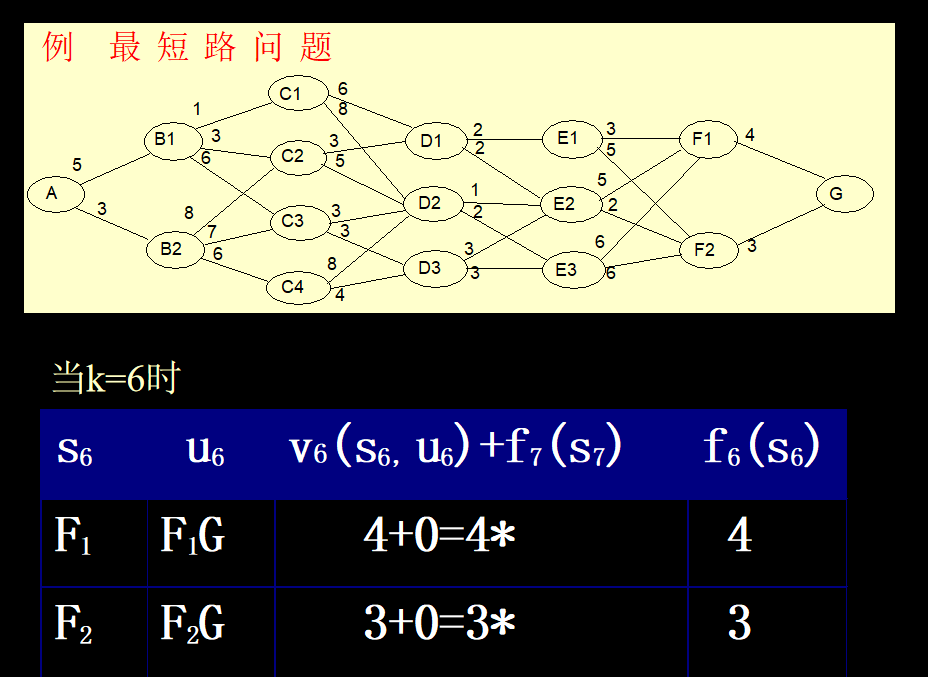 例 最 短 路 问 题
C1 6
1 8
B1 3 C2 3 D1 2 E1 3 F1 4
5 6 5 2 5
A D2 1 E2 5 G
3 8 C3 3 2 2
B2 7 3 6 F2 3
6 8 D3 3 E3 6
C4 4 3
当k=6时
s₆ u₆ v₆(s₆, u₆)+f₇(s₇) f₆(s₆)
F₁ F₁G 4+0=4* 4
F₂ F₂G 3+0=3* 3